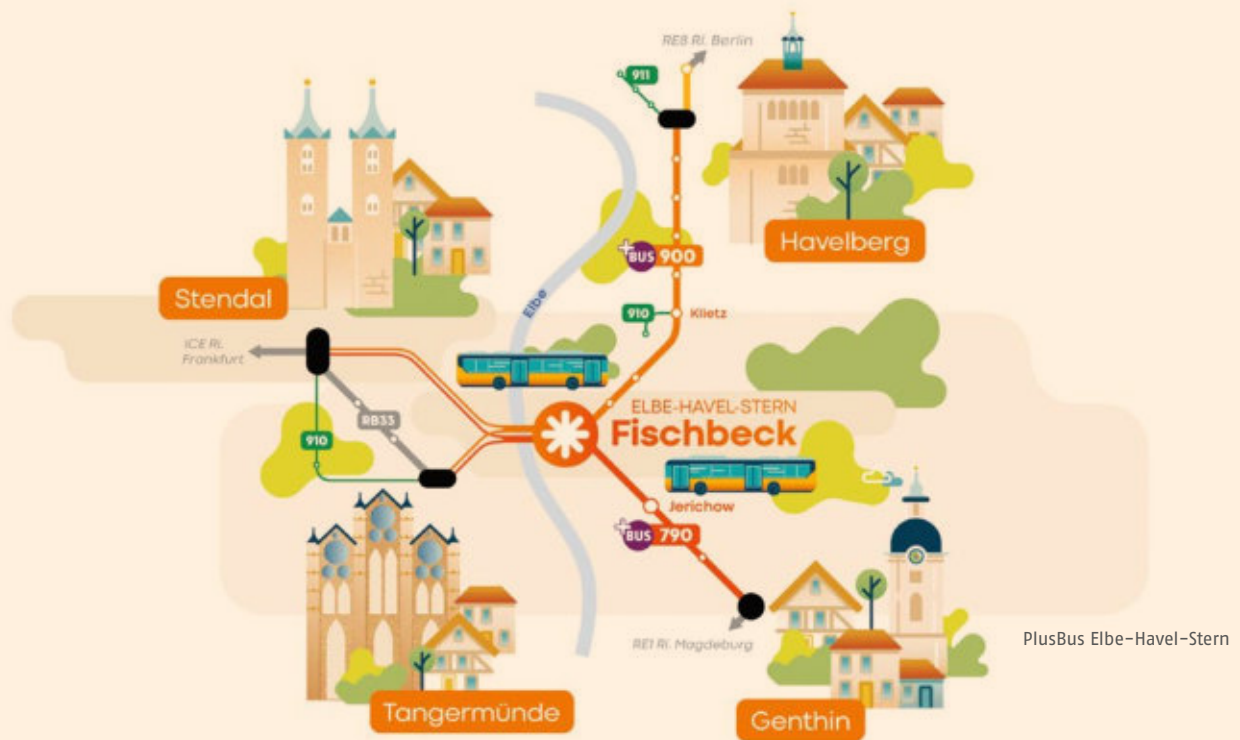 RE8 Ri. Berlin
911
Havelberg
+BUS 900
Stendal
Elbe
910
Klietz
ICE Ri.
Frankfurt
ELBE-HAVEL-STERN
Fischbeck
RB33
910
Jerichow
+BUS 790
RE1 Ri. Magdeburg
PlusBus Elbe-Havel-Stern
Tangermünde
Genthin